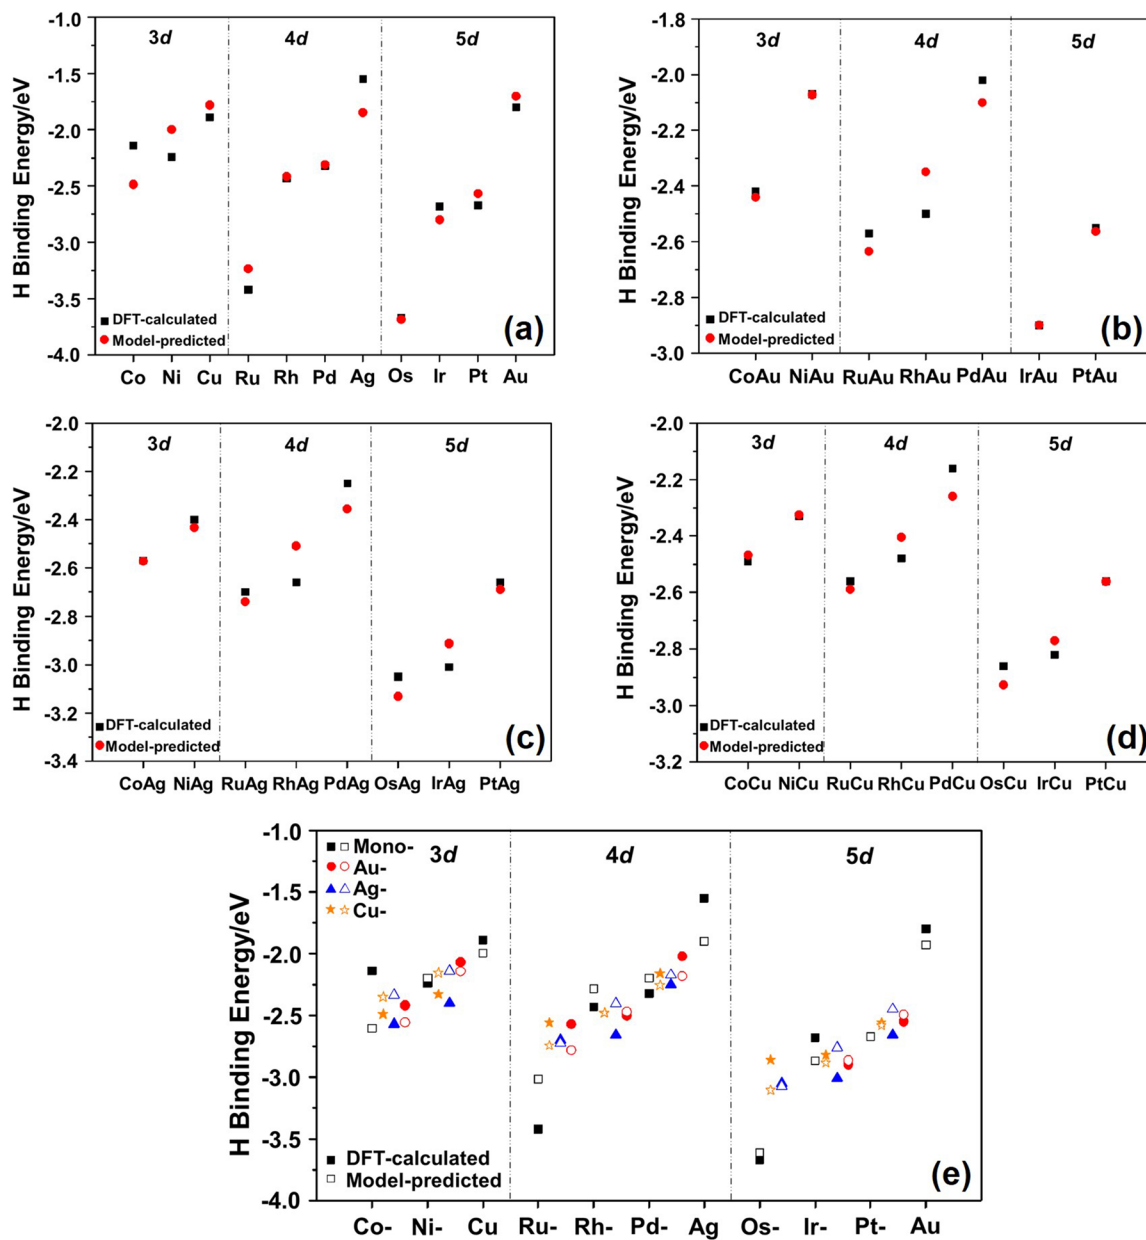 H Binding Energy/eV
-1.0
-1.5
-2.0
-2.5
-3.0
-3.5
-4.0
3d
4d
5d
DFT-calculated
Model-predicted
(a)
Co Ni Cu Ru Rh Pd Ag Os Ir Pt Au
H Binding Energy/eV
-1.8
-2.0
-2.2
-2.4
-2.6
-2.8
-3.0
3d
4d
5d
DFT-calculated
Model-predicted
(b)
CoAu NiAu RuAu RhAu PdAu IrAu PtAu
H Binding Energy/eV
-2.0
-2.2
-2.4
-2.6
-2.8
-3.0
-3.2
-3.4
3d
4d
5d
DFT-calculated
Model-predicted
(c)
CoAg NiAg RuAg RhAg PdAg OsAg IrAg PtAg
H Binding Energy/eV
-2.0
-2.2
-2.4
-2.6
-2.8
-3.0
-3.2
3d
4d
5d
DFT-calculated
Model-predicted
(d)
CoCu NiCu RuCu RhCu PdCu OsCu IrCu PtCu
H Binding Energy/eV
-1.0
-1.5
-2.0
-2.5
-3.0
-3.5
-4.0
Mono-
Au-
Ag-
Cu-
3d
4d
5d
DFT-calculated
Model-predicted
(e)
Co- Ni- Cu Ru- Rh- Pd- Ag Os- Ir- Pt- Au